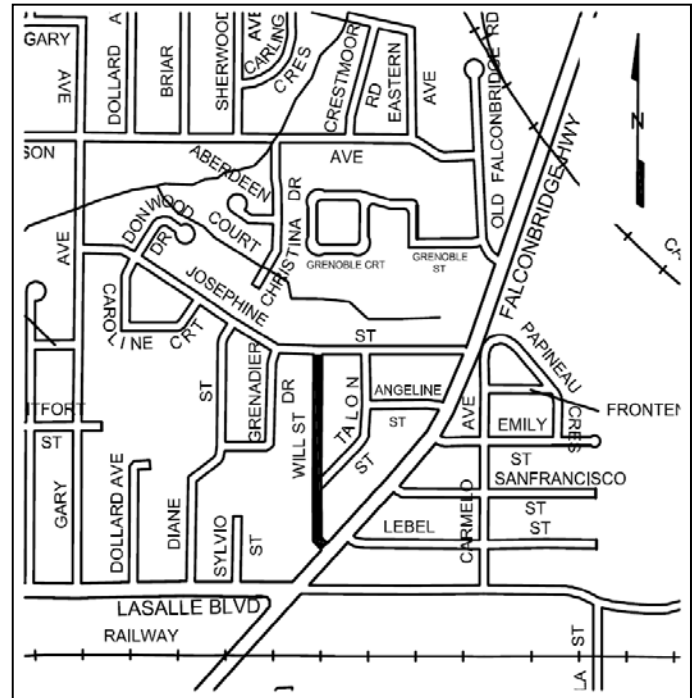 GARY
AVE
DOLLARD A
BRIAR
SHERWOOD
AVE
CARLING
CRES
CRESTMOOR
RD
EASTERN
AVE
OLD FALCONBRIDGE RD
FALCONBRIDGE HWY
N
SON
AVE
ABERDEEN
COURT
AVE
CHRISTINA DR
DONWOOD
DR
GRENOBLE CRT
GRENOBLE
ST
AVE
CAROLINE CRT
JOSEPHINE
ST
PAPINEAU
CRES
FRONTEN
ST
GRENADIER
DR
WILL ST
TALON
ST
ANGELINE
ST
AVE
EMILY
ST
ITFORT
ST
SANFRANCISCO
ST
GARY
DOLLARD AVE
DIANE
SYLVIO
ST
LEBEL
ST
CARMELO
LASALLE BLVD
RAILWAY
ST
LA